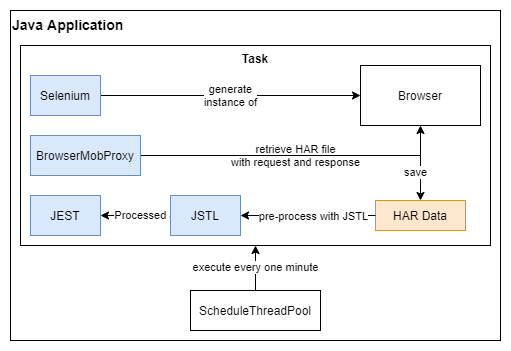 Java Application
Task
Selenium
generate
instance of
Browser
BrowserMobProxy
retrieve HAR file
with request and response
save
JEST
Processed
JSTL
pre-process with JSTL
HAR Data
execute every one minute
ScheduleThreadPool